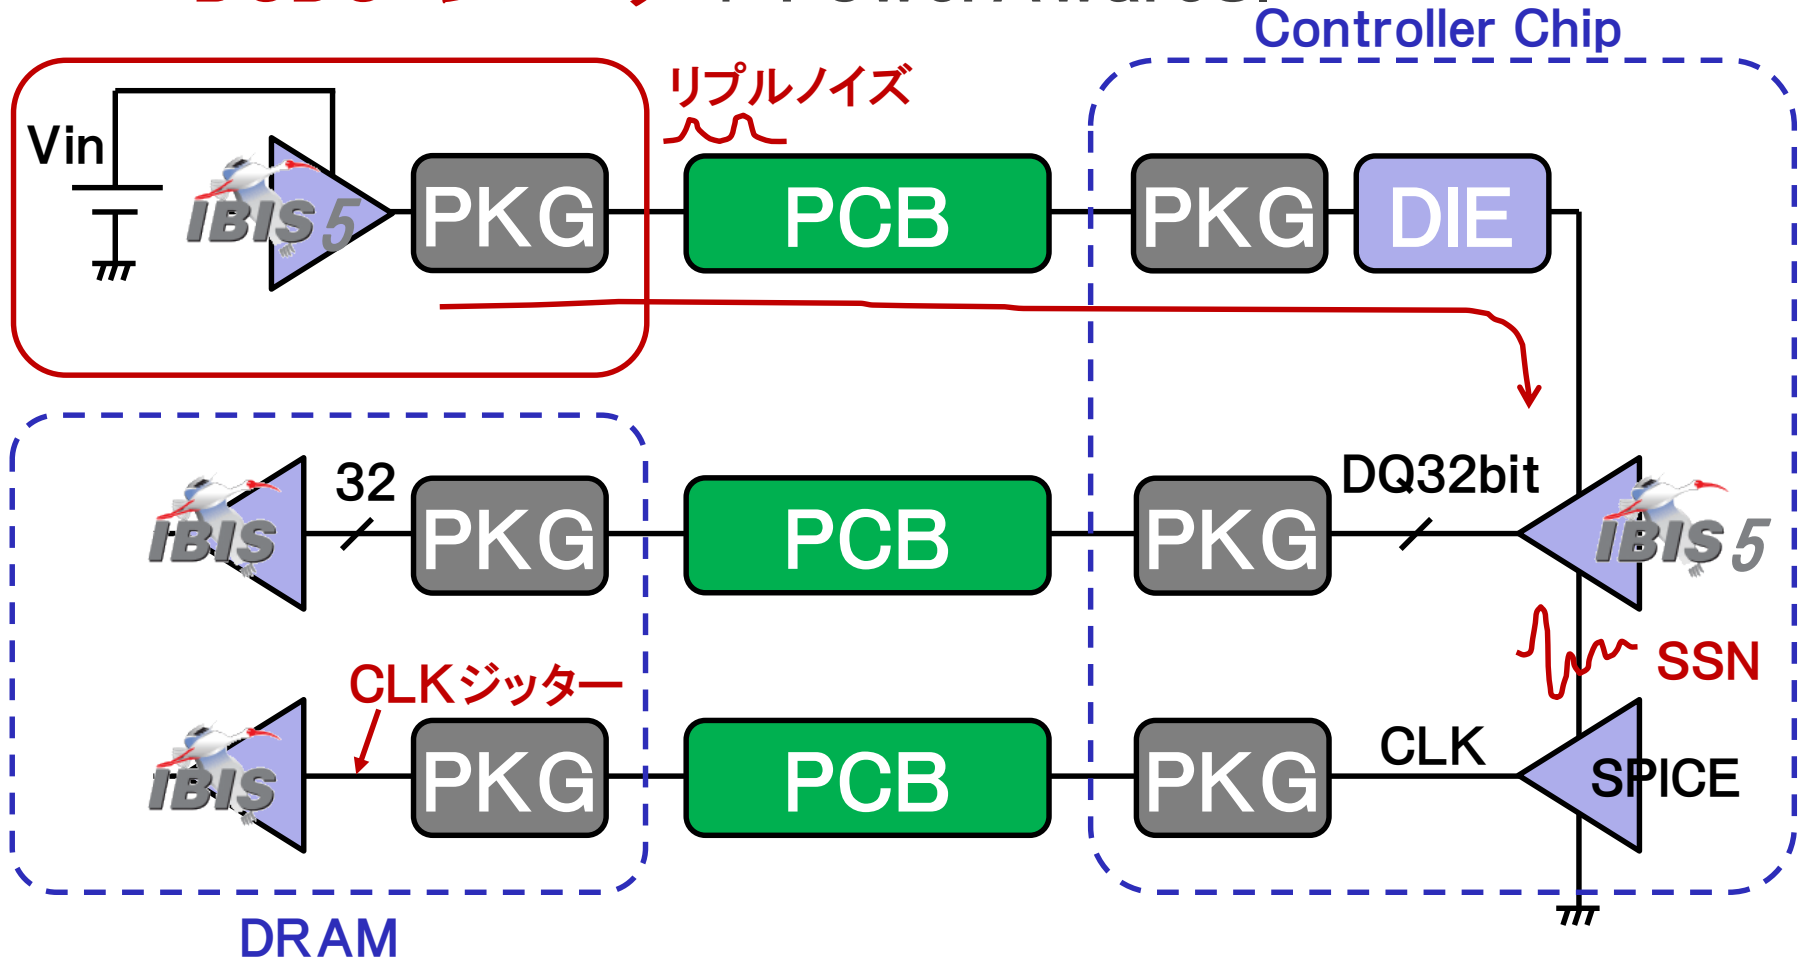 Controller Chip
リプルノイズ
Vin
IBIS 5
PKG
PCB
PKG
DIE
32
DQ32bit
IBIS
PKG
PCB
PKG
IBIS 5
SSN
CLKジッター
CLK
IBIS
PKG
PCB
PKG
SPICE
DRAM